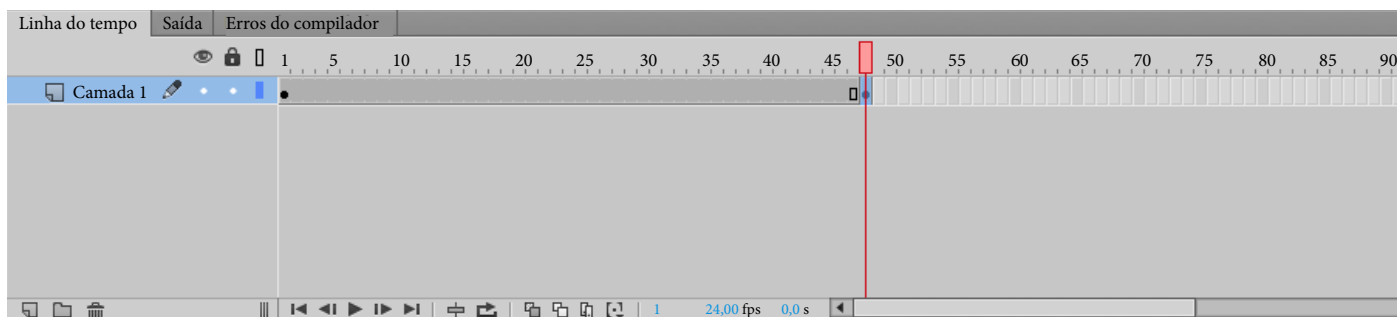 Linha do tempo Saída Erros do compilador
1 5 10 15 20 25 30 35 40 45 50 55 60 65 70 75 80 85 90
Camada 1
1 24,00 fps 0,0 s